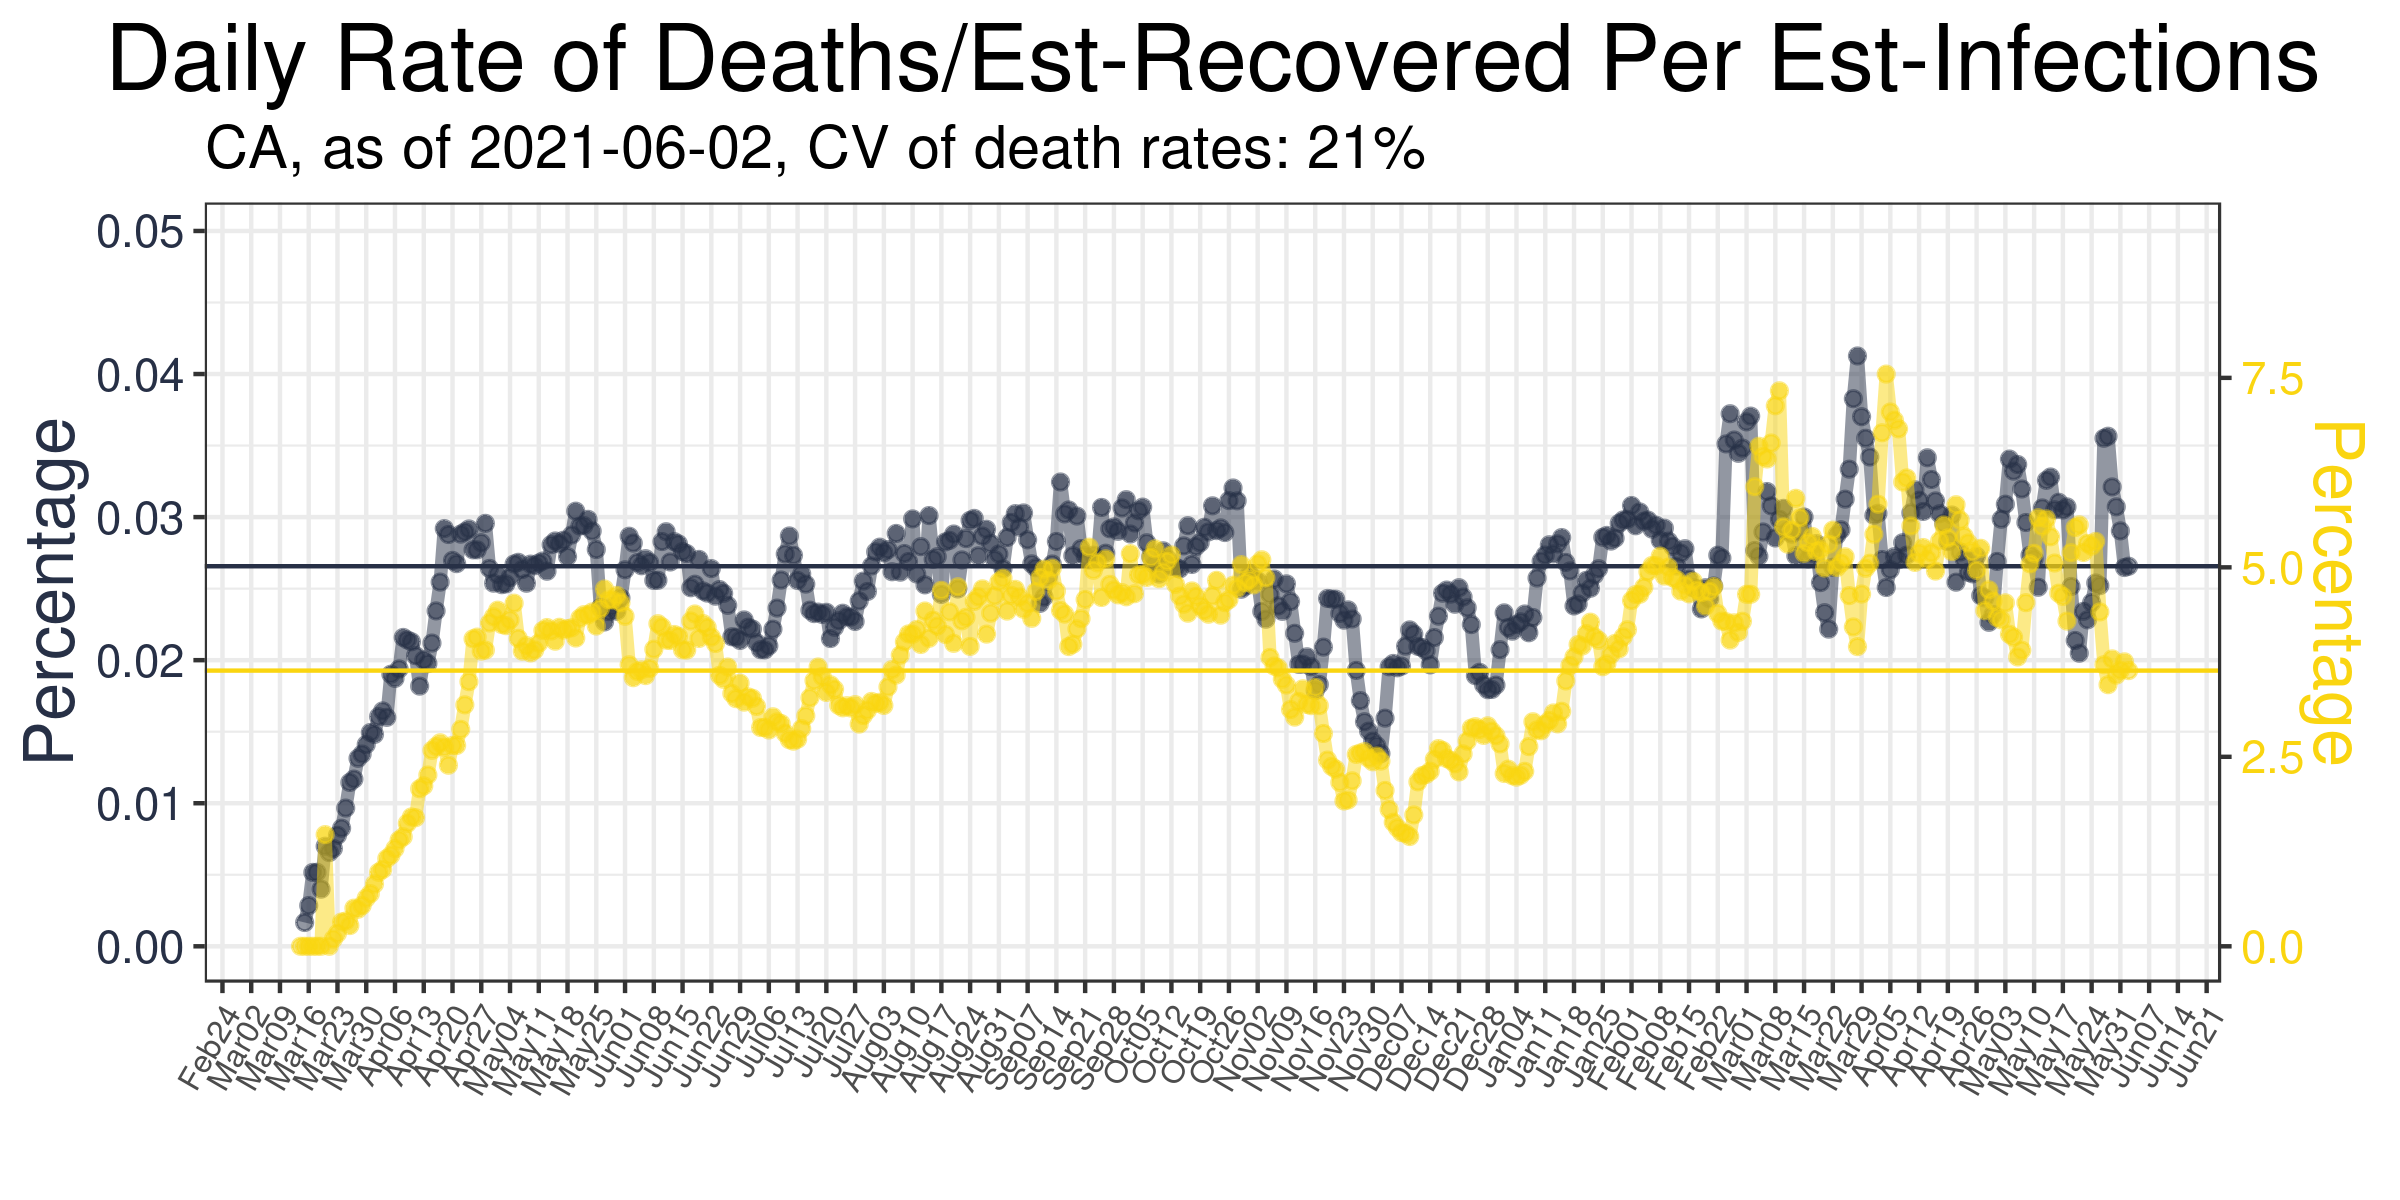 Daily Rate of Deaths/Est-Recovered Per Est-Infections
CA, as of 2021-06-02, CV of death rates: 21%
Percentage
0.05
0.04
0.03
0.02
0.01
0.00
7.5
5.0
2.5
0.0
Percentage
Feb24
Mar02
Mar09
Mar16
Mar23
Mar30
Apr06
Apr13
Apr20
Apr27
May04
May11
May18
May25
Jun01
Jun08
Jun15
Jun22
Jun29
Jul06
Jul13
Jul20
Jul27
Aug03
Aug10
Aug17
Aug24
Aug31
Sep07
Sep14
Sep21
Sep28
Oct05
Oct12
Oct19
Oct26
Nov02
Nov09
Nov16
Nov23
Nov30
Dec07
Dec14
Dec21
Dec28
Jan04
Jan11
Jan18
Jan25
Feb01
Feb08
Feb15
Feb22
Mar01
Mar08
Mar15
Mar22
Mar29
Apr05
Apr12
Apr19
Apr26
May03
May10
May17
May24
May31
Jun07
Jun14
Jun21